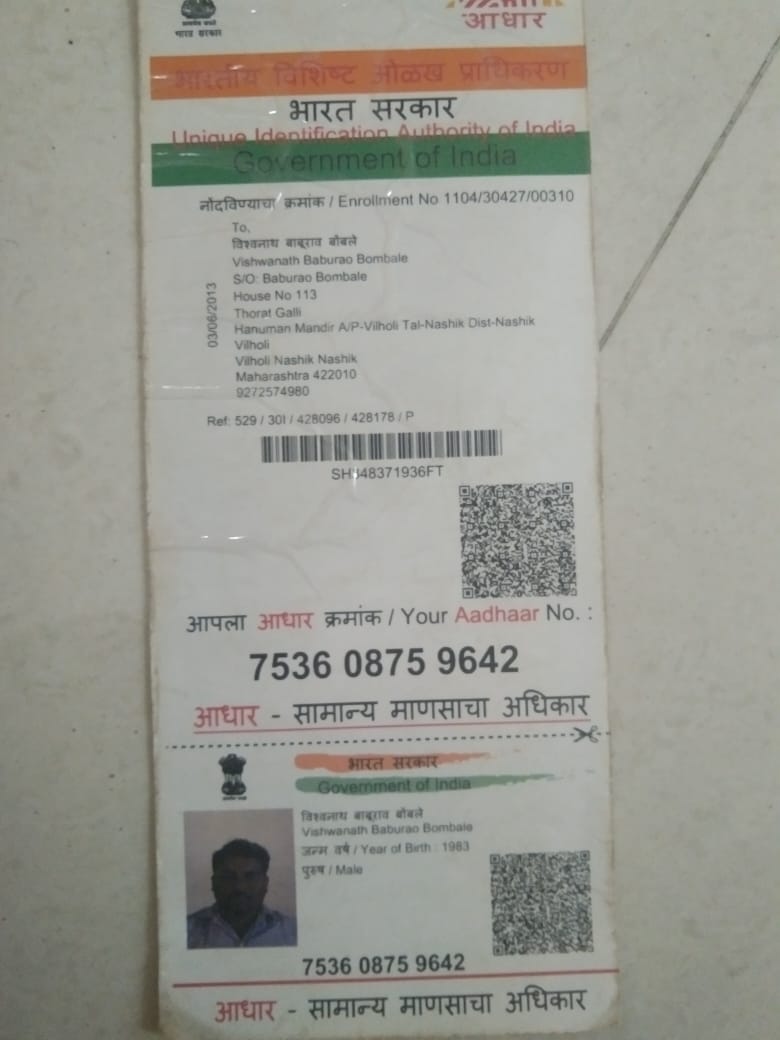 भारत सरकार
आधार
भारतीय विशिष्ट ओळख प्राधिकरण
भारत सरकार
Unique Identification Authority of India
Government of India
नोंदविण्याचा क्रमांक / Enrollment No 1104/30427/00310
To,
विश्वनाथ बाबूराव बोंबले
Vishwanath Baburao Bombale
S/O: Baburao Bombale
House No 113
Thorat Galli
Hanuman Mandir A/P-Vilholi Tal-Nashik Dist-Nashik
Vilholi
Vilholi Nashik Nashik
Maharashtra 422010
9272574980
03/06/2013
Ref: 529 / 30I / 428096 / 428178 / P
आपला आधार क्रमांक / Your Aadhaar No. :
7536 0875 9642
आधार - सामान्य माणसाचा अधिकार
भारत सरकार
Government of India
विश्वनाथ बाबूराव बोंबले
Vishwanath Baburao Bombale
जन्म वर्ष / Year of Birth : 1983
पुरुष / Male
7536 0875 9642
आधार - सामान्य माणसाचा अधिकार